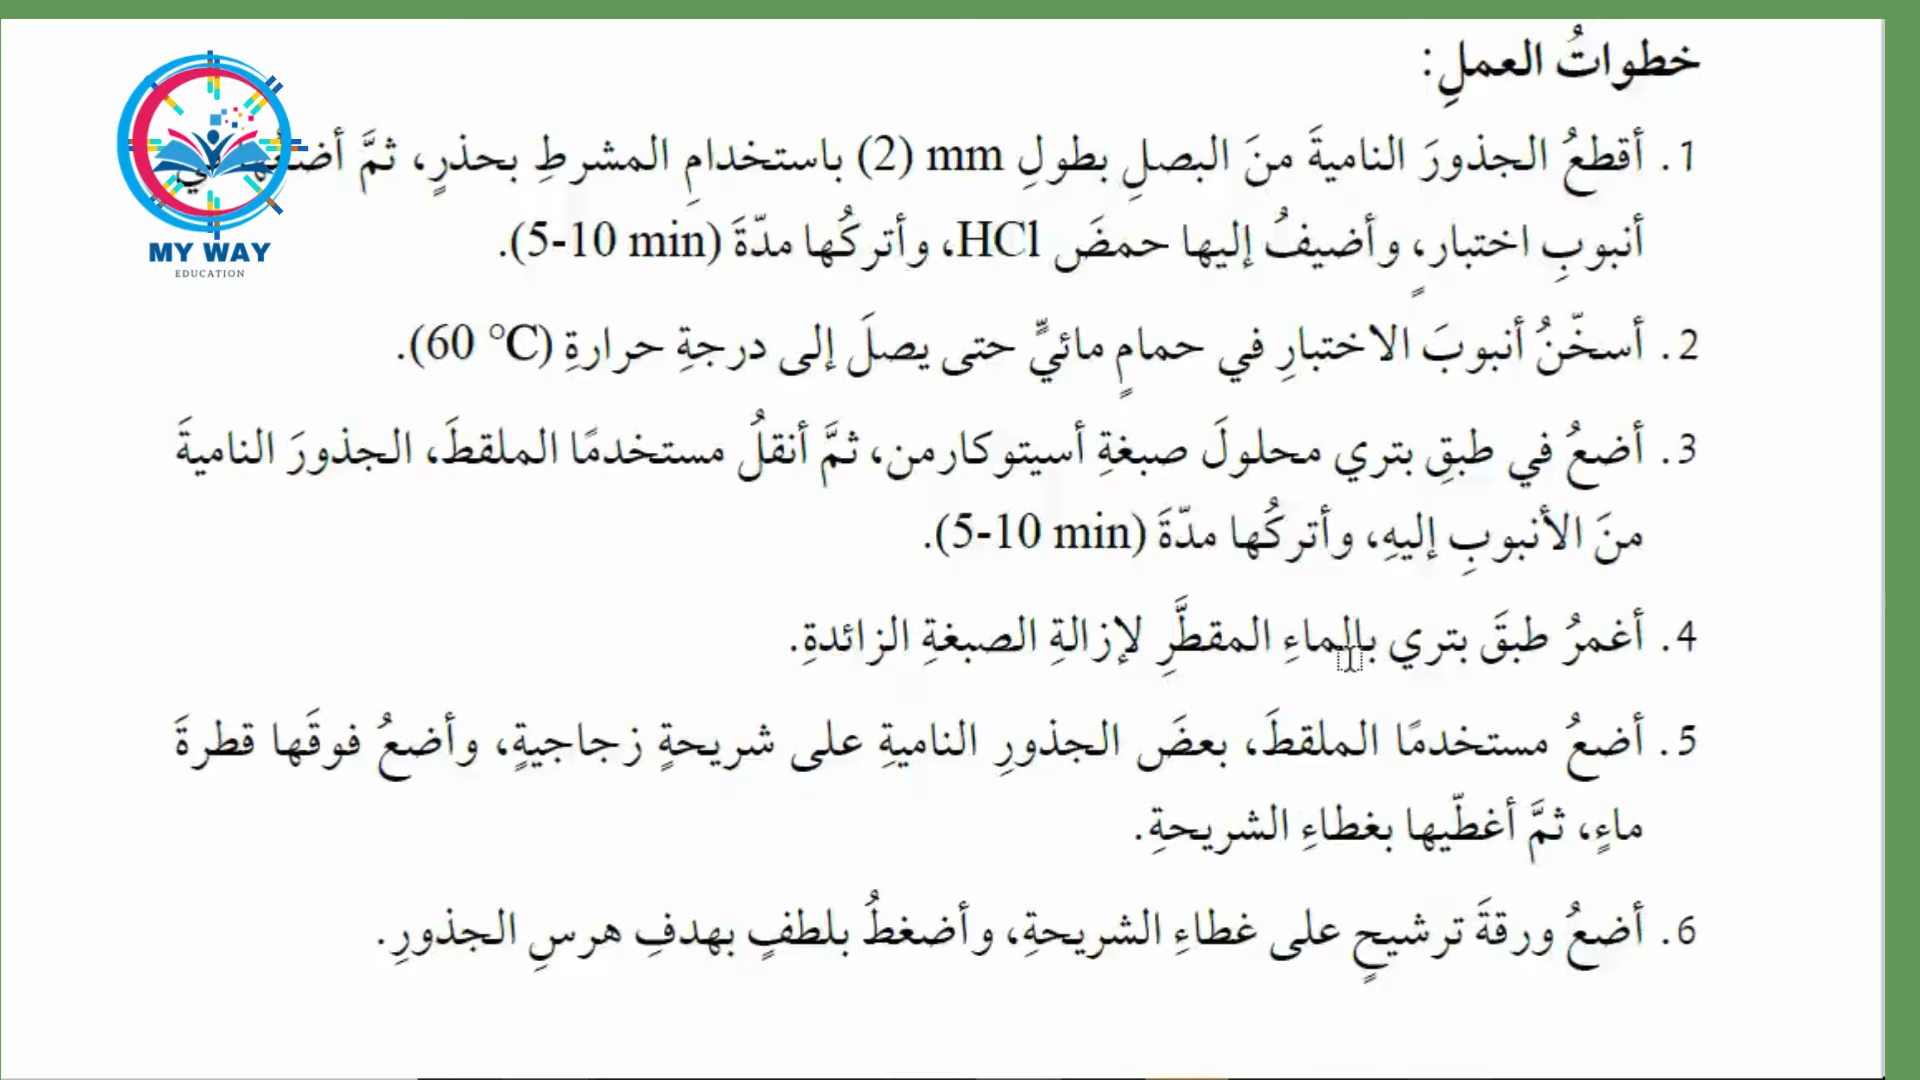 خطواتُ العملِ:
1. أقطعُ الجذورَ الناميةَ منَ البصلِ بطولِ (2) mm باستخدامِ المشرطِ بحذرٍ، ثمَّ
أنبوبِ اختبارٍ، وأضيفُ إليها حمضَ HCl، وأتركُها مدّةَ (5-10 min).
2. أسخّنُ أنبوبَ الاختبارِ في حمامٍ مائيٍّ حتى يصلَ إلى درجةِ حرارةِ (60 °C).
3. أضعُ في طبقِ بتري محلولَ صبغةِ أسيتوكارمن، ثمَّ أنقلُ مستخدمًا الملقطَ، الجذورَ الناميةَ
منَ الأنبوبِ إليهِ، وأتركُها مدّةَ (5-10 min).
4. أغمرُ طبقَ بتري بالماءِ المقطَّرِ لإزالةِ الصبغةِ الزائدةِ.
5. أضعُ مستخدمًا الملقطَ، بعضَ الجذورِ الناميةِ على شريحةٍ زجاجيةٍ، وأضعُ فوقَها قطرةَ
ماءٍ، ثمَّ أغطّيها بغطاءِ الشريحةِ.
6. أضعُ ورقةَ ترشيحٍ على غطاءِ الشريحةِ، وأضغطُ بلطفٍ بهدفِ هرسِ الجذورِ.
MY WAY
EDUCATION